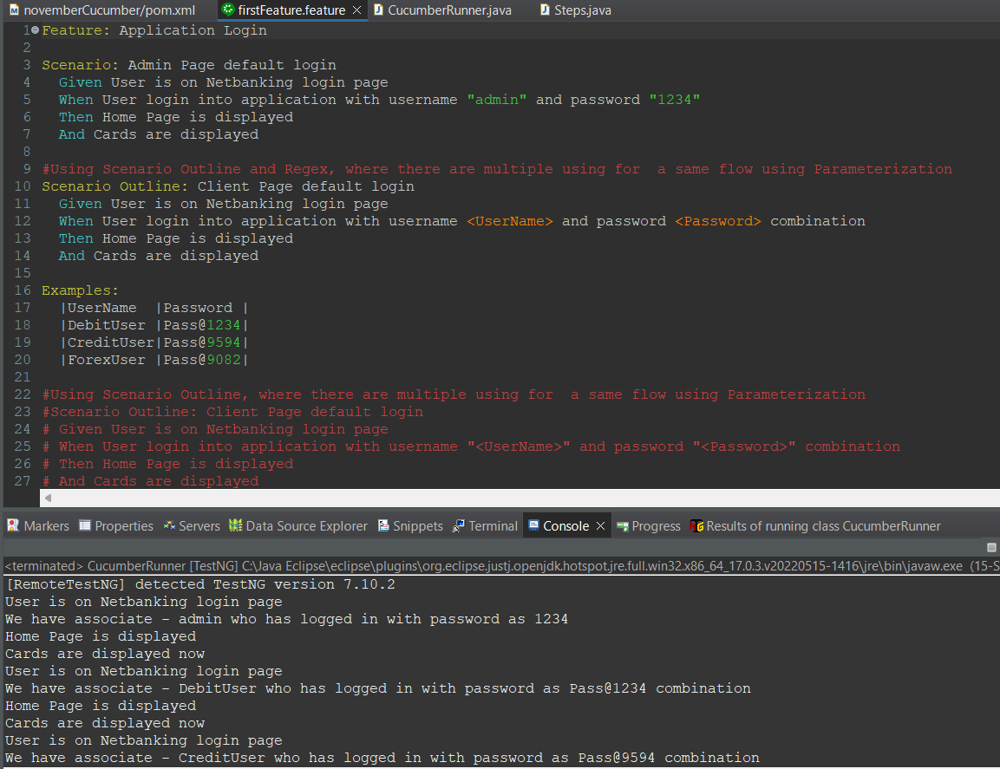 novemberCucumber/pom.xml firstFeature.feature CucumberRunner.java Steps.java
1 Feature: Application Login
2
3 Scenario: Admin Page default login
4 Given User is on Netbanking login page
5 When User login into application with username "admin" and password "1234"
6 Then Home Page is displayed
7 And Cards are displayed
8
9 #Using Scenario Outline and Regex, where there are multiple using for  a same flow using Parameterization
10 Scenario Outline: Client Page default login
11 Given User is on Netbanking login page
12 When User login into application with username <UserName> and password <Password> combination
13 Then Home Page is displayed
14 And Cards are displayed
15
16 Examples:
17 |UserName  |Password |
18 |DebitUser |Pass@1234|
19 |CreditUser|Pass@9594|
20 |ForexUser |Pass@9082|
21
22 #Using Scenario Outline, where there are multiple using for  a same flow using Parameterization
23 #Scenario Outline: Client Page default login
24 # Given User is on Netbanking login page
25 # When User login into application with username "<UserName>" and password "<Password>" combination
26 # Then Home Page is displayed
27 # And Cards are displayed
Markers Properties Servers Data Source Explorer Snippets Terminal Console Progress Results of running class CucumberRunner
<terminated> CucumberRunner [TestNG] C:\Java Eclipse\eclipse\plugins\org.eclipse.justj.openjdk.hotspot.jre.full.win32.x86_64_17.0.3.v20220515-1416\jre\bin\javaw.exe (15-S
[RemoteTestNG] detected TestNG version 7.10.2
User is on Netbanking login page
We have associate - admin who has logged in with password as 1234
Home Page is displayed
Cards are displayed now
User is on Netbanking login page
We have associate - DebitUser who has logged in with password as Pass@1234 combination
Home Page is displayed
Cards are displayed now
User is on Netbanking login page
We have associate - CreditUser who has logged in with password as Pass@9594 combination